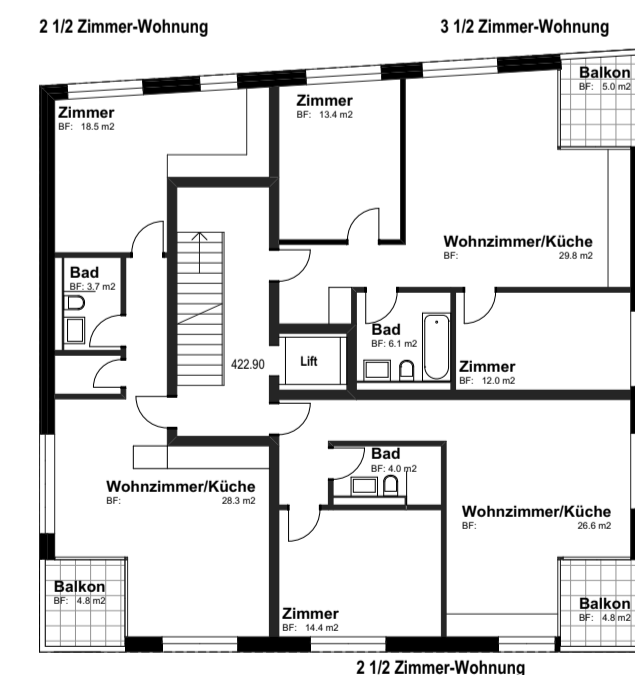 2 1/2 Zimmer-Wohnung
3 1/2 Zimmer-Wohnung
Balkon
BF: 5.0 m2
Zimmer
BF: 18.5 m2
Zimmer
BF: 13.4 m2
Wohnzimmer/Küche
BF: 29.8 m2
Bad
BF: 3.7 m2
422.90
Lift
Bad
BF: 6.1 m2
Zimmer
BF: 12.0 m2
Wohnzimmer/Küche
BF: 28.3 m2
Bad
BF: 4.0 m2
Wohnzimmer/Küche
BF: 26.6 m2
Balkon
BF: 4.8 m2
Zimmer
BF: 14.4 m2
Balkon
BF: 4.8 m2
2 1/2 Zimmer-Wohnung